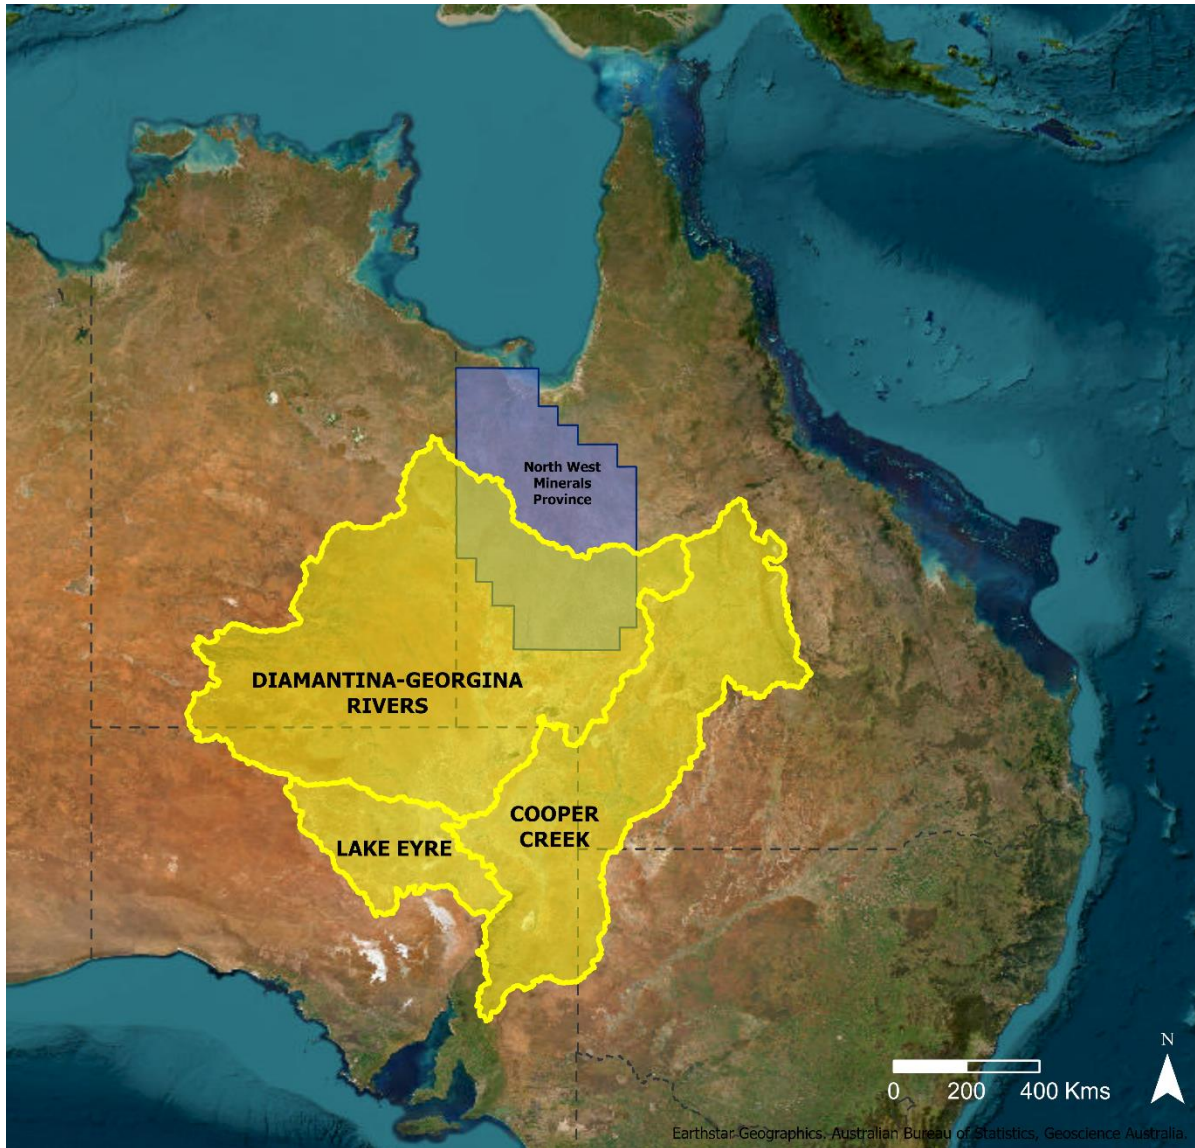 North West
Minerals
Province
DIAMANTINA-GEORGINA
RIVERS
COOPER
CREEK
LAKE EYRE
N
0 200 400 Kms
Earthstar Geographics, Australian Bureau of Statistics, Geoscience Australia,